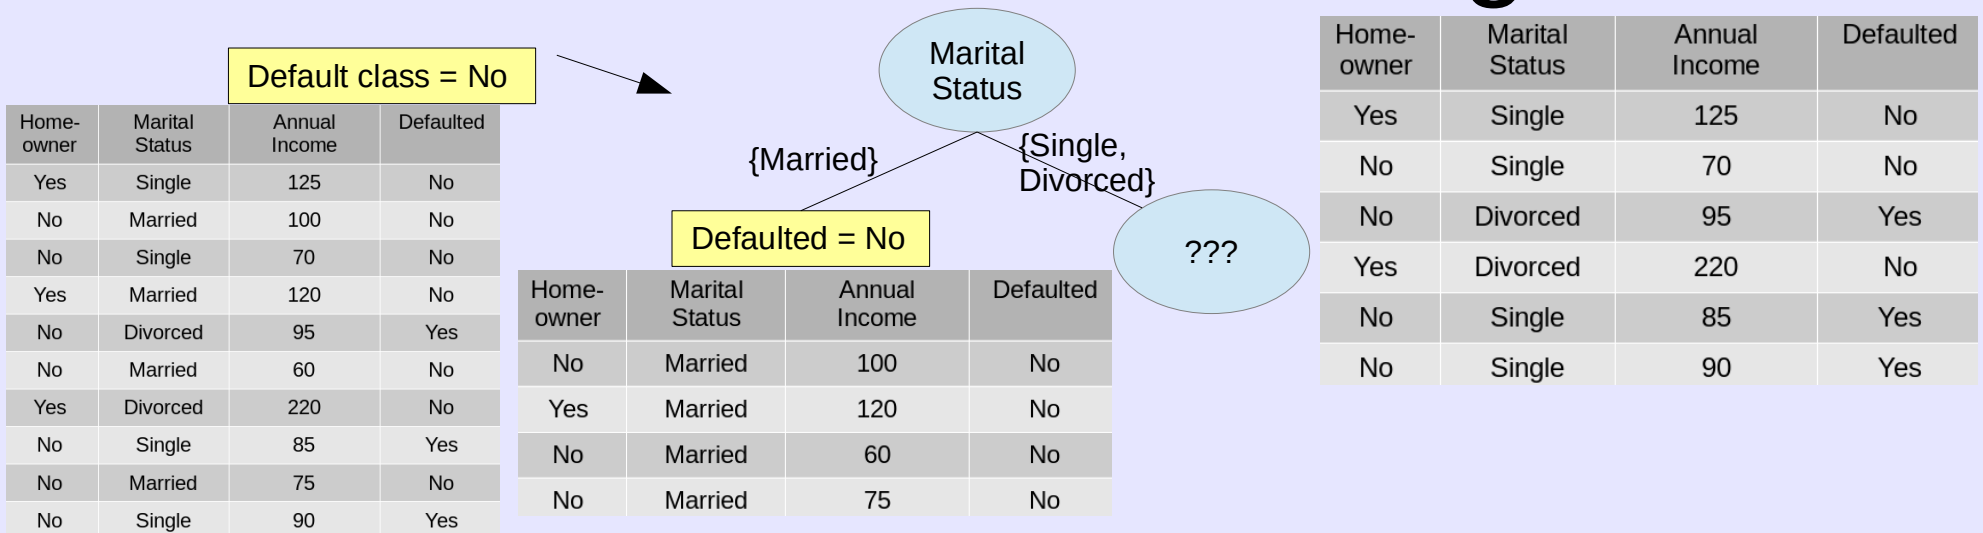 Default class = No
Home-
owner Marital
Status Annual
Income Defaulted
Yes Single 125 No
No Married 100 No
No Single 70 No
Yes Married 120 No
No Divorced 95 Yes
No Married 60 No
Yes Divorced 220 No
No Single 85 Yes
No Married 75 No
No Single 90 Yes
Marital
Status
{Married}
{Single,
Divorced}
Defaulted = No
???
Home-
owner Marital
Status Annual
Income Defaulted
No Married 100 No
Yes Married 120 No
No Married 60 No
No Married 75 No
Home-
owner Marital
Status Annual
Income Defaulted
Yes Single 125 No
No Single 70 No
No Divorced 95 Yes
Yes Divorced 220 No
No Single 85 Yes
No Single 90 Yes